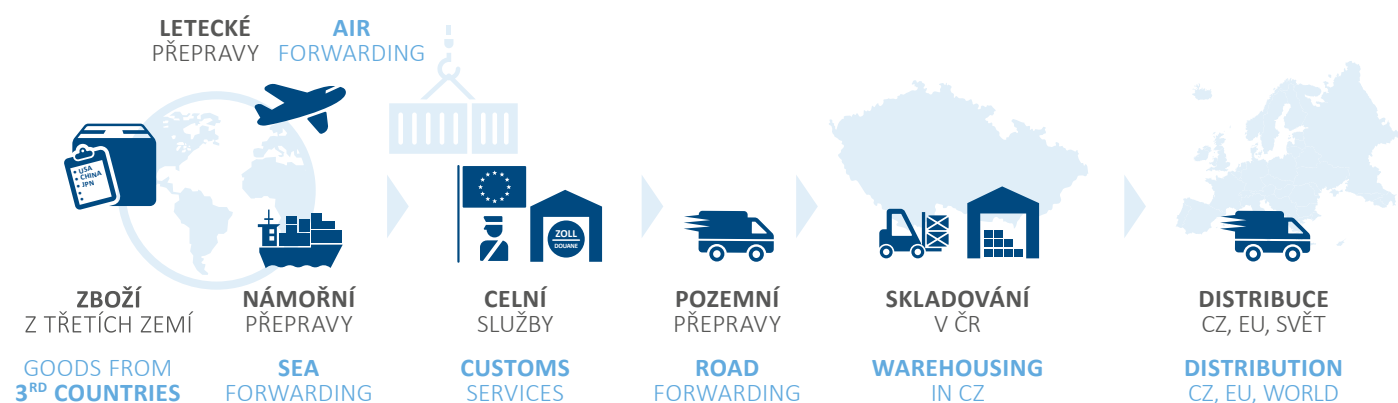 LETECKÉ
PŘEPRAVY
AIR
FORWARDING
USA
CHINA
JPN
ZOLL
DOUANE
ZBOŽÍ
Z TŘETÍCH ZEMÍ
GOODS FROM
3RD COUNTRIES
NÁMOŘNÍ
PŘEPRAVY
SEA
FORWARDING
CELNÍ
SLUŽBY
CUSTOMS
SERVICES
POZEMNÍ
PŘEPRAVY
ROAD
FORWARDING
SKLADOVÁNÍ
V ČR
WAREHOUSING
IN CZ
DISTRIBUCE
CZ, EU, SVĚT
DISTRIBUTION
CZ, EU, WORLD